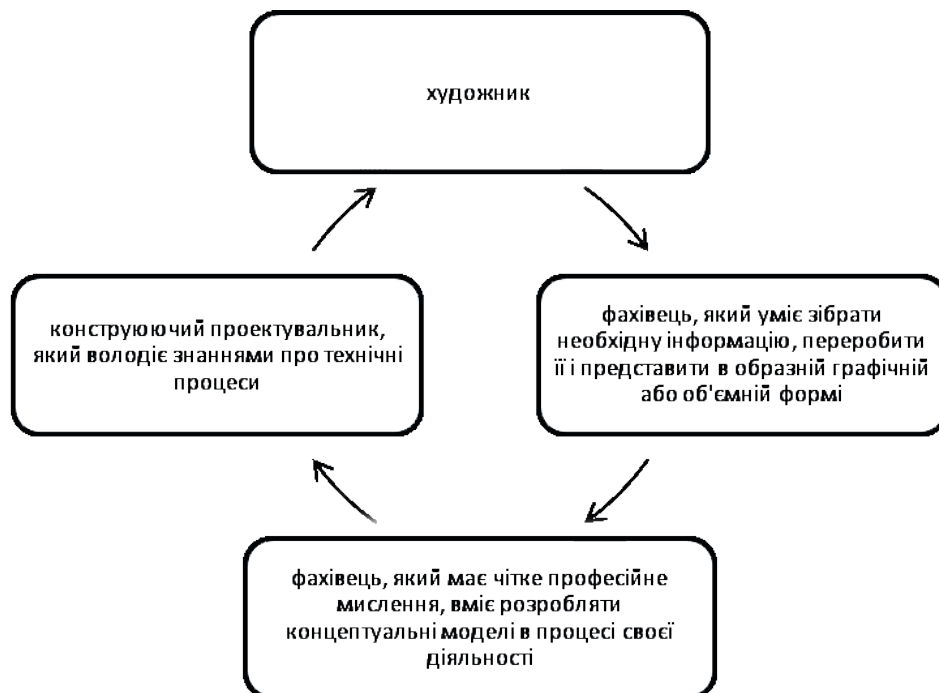 художник
фахівець, який уміє зібрати
необхідну інформацію, переробити
її і представити в образній графічній
або об'ємній формі
фахівець, який має чітке професійне
мислення, вміє розробляти
концептуальні моделі в процесі своєї
діяльності
конструюючий проектувальник,
який володіє знаннями про технічні
процеси